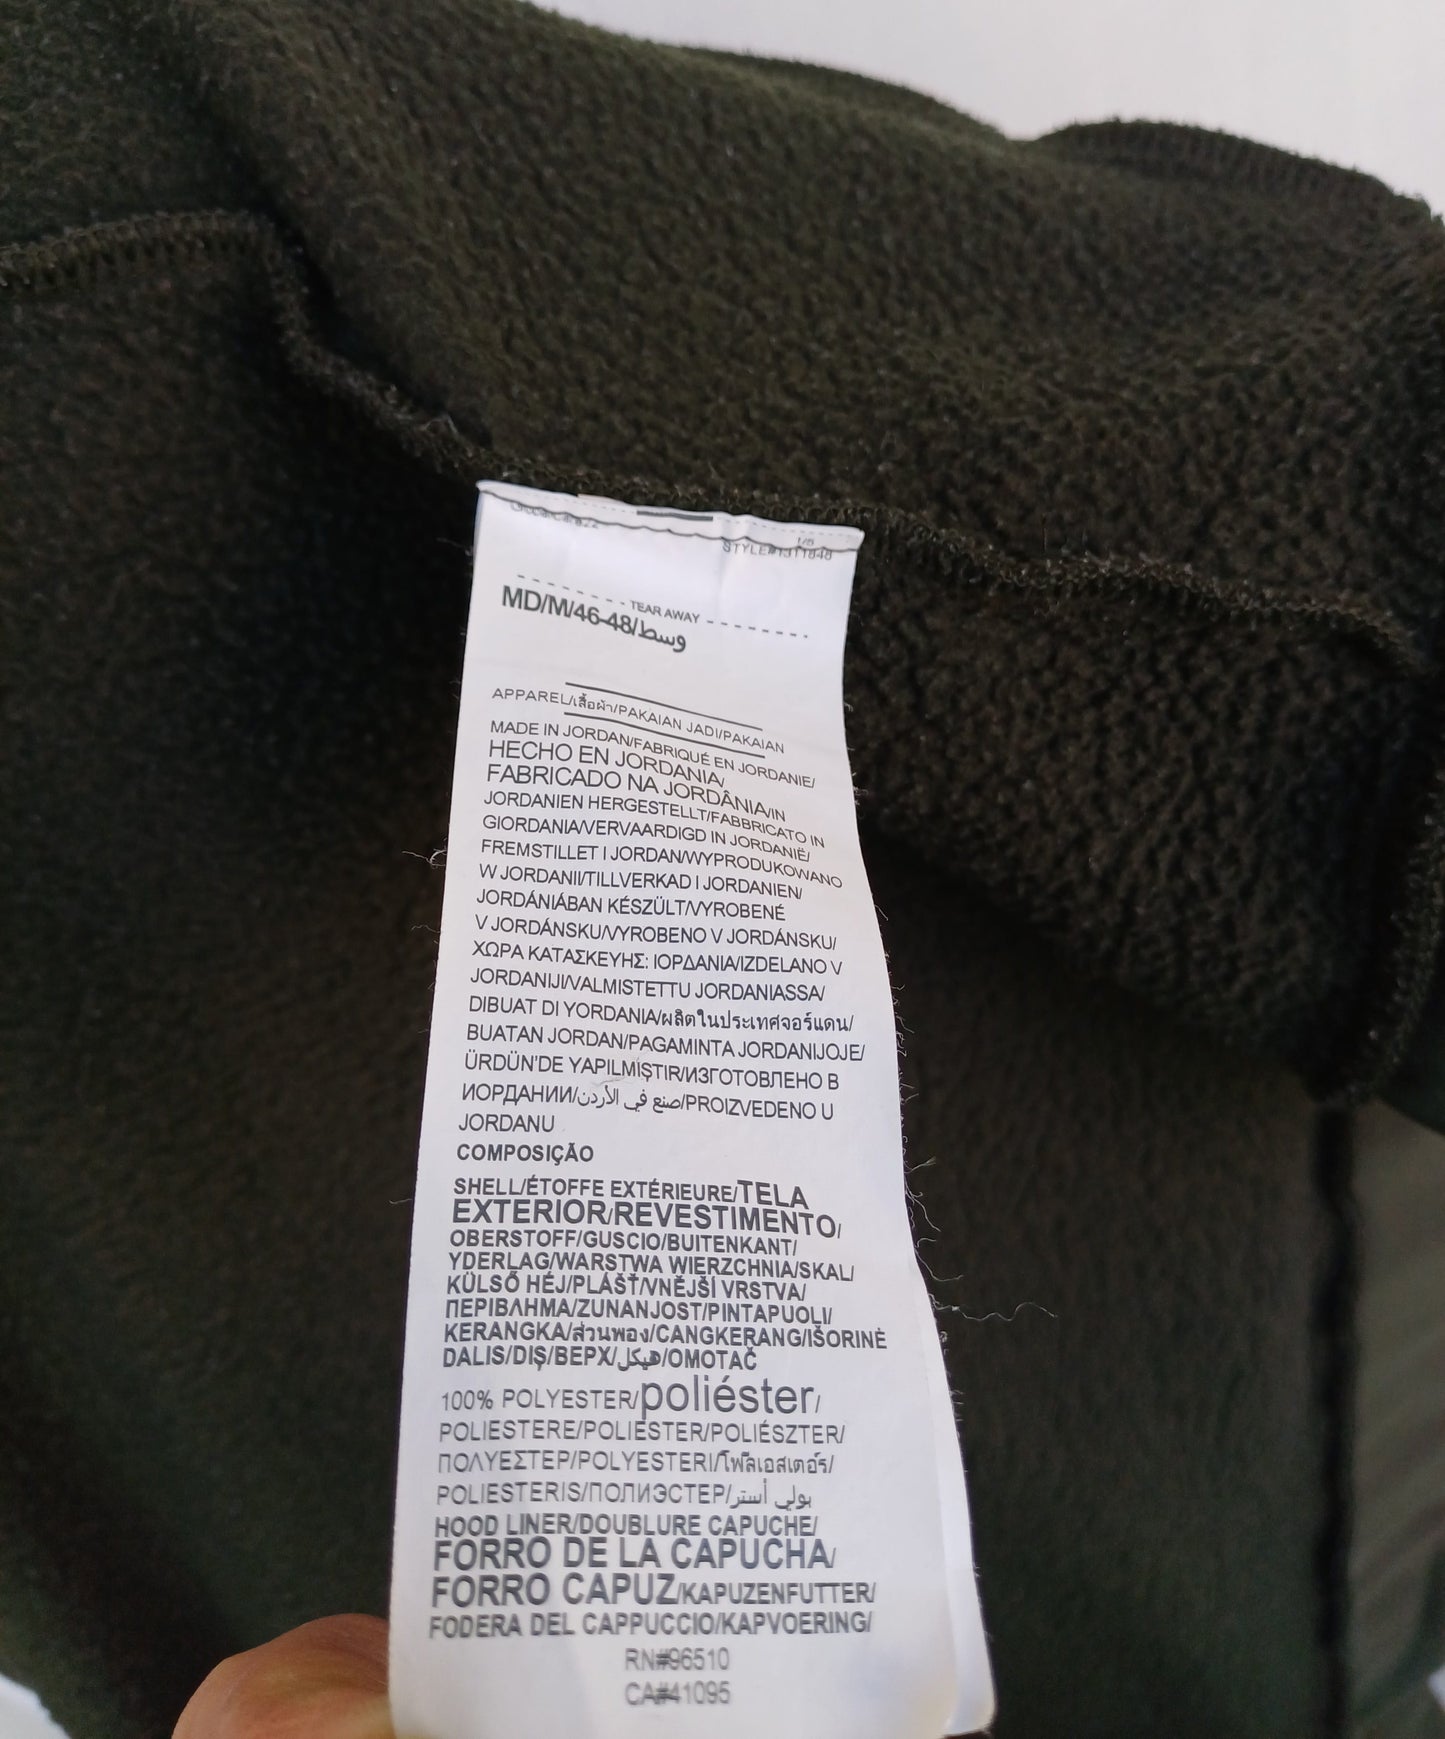 GlobalCare22
1/5
STYLE#1311848
TEAR AWAY
MD/M/46-48/وسط
APPAREL/เสื้อผ้า/PAKAIAN JADI/PAKAIAN
MADE IN JORDAN/FABRIQUÉ EN JORDANIE/
HECHO EN JORDANIA/
FABRICADO NA JORDÂNIA/IN
JORDANIEN HERGESTELLT/FABBRICATO IN
GIORDANIA/VERVAARDIGD IN JORDANIË/
FREMSTILLET I JORDAN/WYPRODUKOWANO
W JORDANII/TILLVERKAD I JORDANIEN/
JORDÁNIÁBAN KÉSZÜLT/VYROBENÉ
V JORDÁNSKU/VYROBENO V JORDÁNSKU/
ΧΩΡΑ ΚΑΤΑΣΚΕΥΗΣ: ΙΟΡΔΑΝΙΑ/IZDELANO V
JORDANIJI/VALMISTETTU JORDANIASSA/
DIBUAT DI YORDANIA/ผลิตในประเทศจอร์แดน/
BUATAN JORDAN/PAGAMINTA JORDANIJOJE/
ÜRDÜN'DE YAPILMIŞTIR/ИЗГОТОВЛЕНО В
ИОРДАНИИ/صنع في الأردن/PROIZVEDENO U
JORDANU
COMPOSIÇÃO
SHELL/ÉTOFFE EXTÉRIEURE/TELA
EXTERIOR/REVESTIMENTO/
OBERSTOFF/GUSCIO/BUITENKANT/
YDERLAG/WARSTWA WIERZCHNIA/SKAL/
KÜLSŐ HÉJ/PLÁŠŤ/VNĚJŠÍ VRSTVA/
ΠΕΡΙΒΛΗΜΑ/ZUNANJOST/PINTAPUOLI/
KERANGKA/ส่วนพอง/CANGKERANG/IŠORINĖ
DALIS/DIŞ/ВЕРХ/هيكل/OMOTAČ
100% POLYESTER/poliéster/
POLIESTERE/POLIESTER/POLIÉSZTER/
ΠΟΛΥΕΣΤΕΡ/POLYESTERI/โพลีเอสเตอร์/
POLIESTERIS/ПОЛИЭСТЕР/بولي أستر
HOOD LINER/DOUBLURE CAPUCHE/
FORRO DE LA CAPUCHA/
FORRO CAPUZ/KAPUZENFUTTER/
FODERA DEL CAPPUCCIO/KAPVOERING/
RN#96510
CA#41095